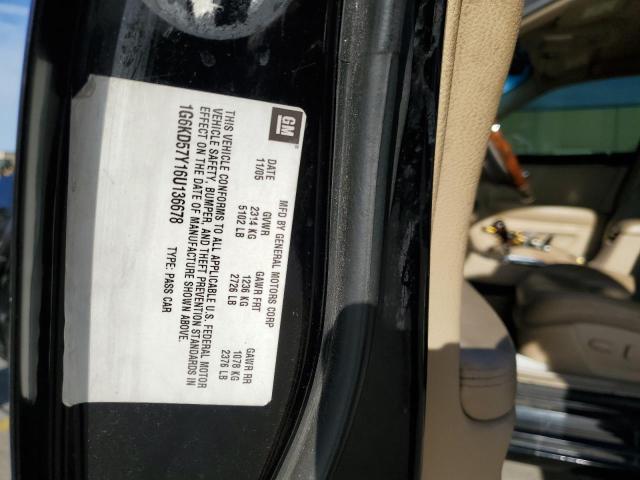 GM
MFD BY GENERAL MOTORS CORP
DATE GVWR GAWR FRT GAWR RR
11/05 2314 KG 1236 KG 1078 KG
5102 LB 2726 LB 2376 LB
THIS VEHICLE CONFORMS TO ALL APPLICABLE U.S. FEDERAL MOTOR
VEHICLE SAFETY, BUMPER, AND THEFT PREVENTION STANDARDS IN
EFFECT ON THE DATE OF MANUFACTURE SHOWN ABOVE.
1G6KD57Y16U136678 TYPE: PASS CAR